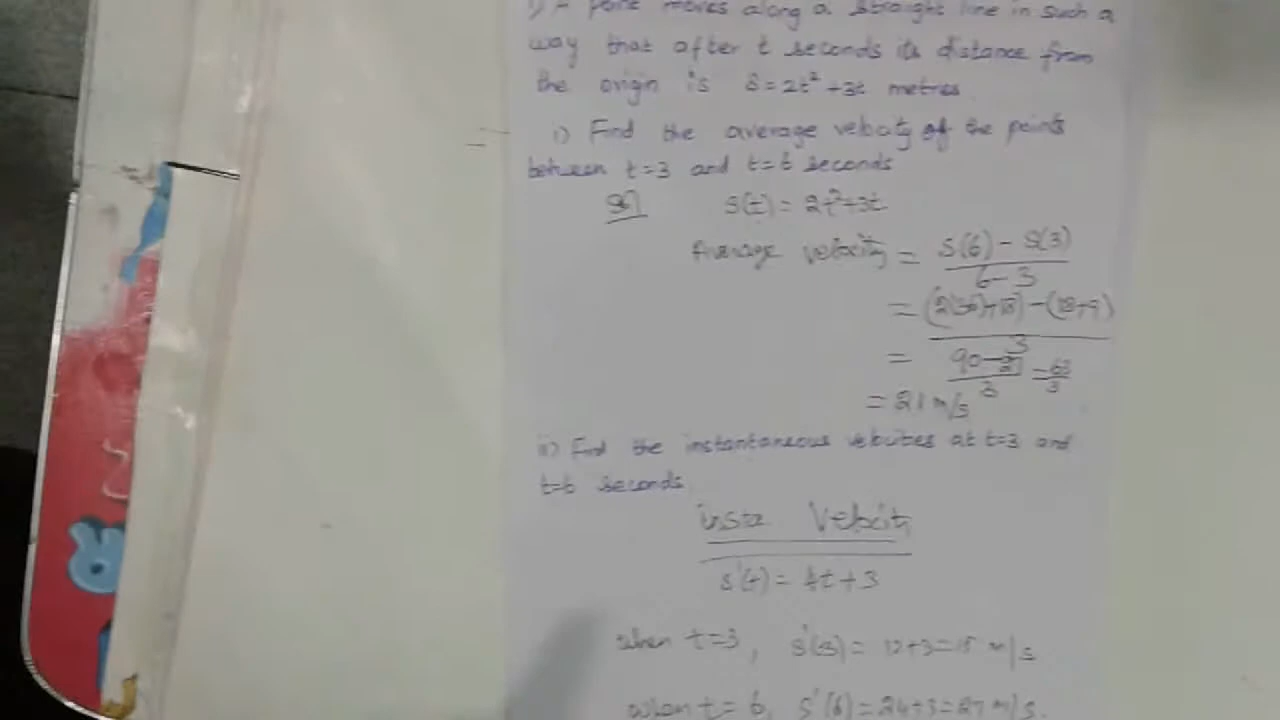 1) A point moves along a straight line in such a
way that after t seconds its distance from
the origin is S = 2t² + 3t metres
i) Find the average velocity of the points
between t=3 and t=6 seconds
S(t) = 2t²+3t
Average velocity = S(6) - S(3)
6-3
= (2(36)+18) - (18+9)
3
= 90-27 = 63
3 3
= 21 m/s
ii) Find the instantaneous velocities at t=3 and
t=6 seconds.
insta Velocit
s'(t) = 4t+3
when t=3, s'(3) = 12+3=15 m/s
when t=6, s'(6)=24+3=27 m/s.